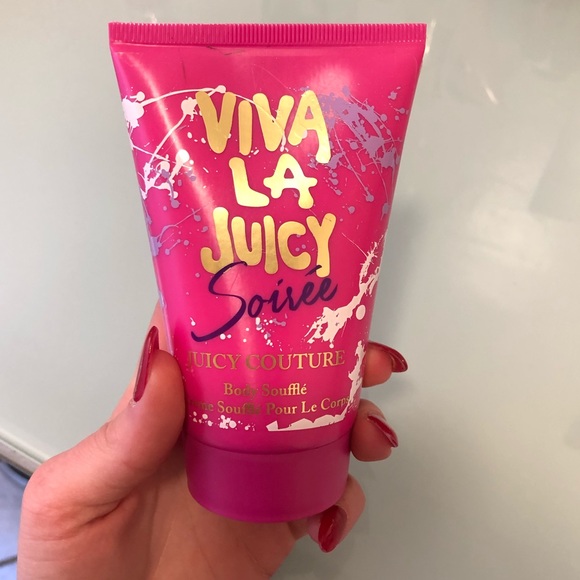 VIVA
LA
JUICY
Soirée
JUICY COUTURE
Body Soufflé
Soufflé Pour Le Corps